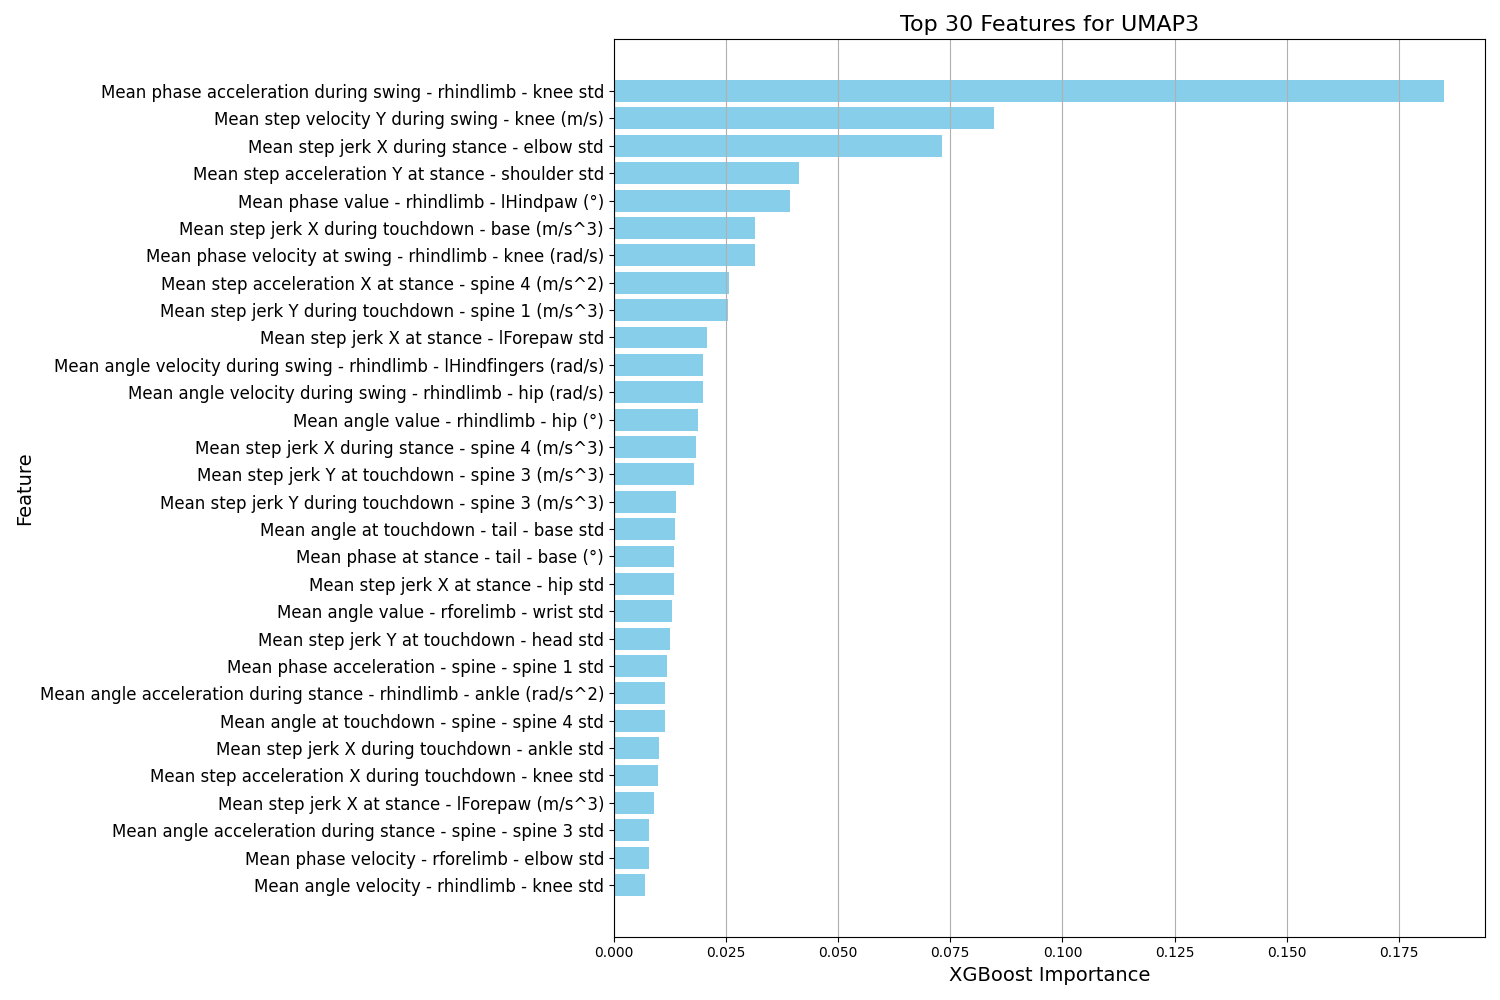 Top 30 Features for UMAP3
Mean phase acceleration during swing - rhindlimb - knee std
Mean step velocity Y during swing - knee (m/s)
Mean step jerk X during stance - elbow std
Mean step acceleration Y at stance - shoulder std
Mean phase value - rhindlimb - lHindpaw (°)
Mean step jerk X during touchdown - base (m/s^3)
Mean phase velocity at swing - rhindlimb - knee (rad/s)
Mean step acceleration X at stance - spine 4 (m/s^2)
Mean step jerk Y during touchdown - spine 1 (m/s^3)
Mean step jerk X at stance - lForepaw std
Mean angle velocity during swing - rhindlimb - lHindfingers (rad/s)
Mean angle velocity during swing - rhindlimb - hip (rad/s)
Mean angle value - rhindlimb - hip (°)
Mean step jerk X during stance - spine 4 (m/s^3)
Mean step jerk Y at touchdown - spine 3 (m/s^3)
Mean step jerk Y during touchdown - spine 3 (m/s^3)
Mean angle at touchdown - tail - base std
Mean phase at stance - tail - base (°)
Mean step jerk X at stance - hip std
Mean angle value - rforelimb - wrist std
Mean step jerk Y at touchdown - head std
Mean phase acceleration - spine - spine 1 std
Mean angle acceleration during stance - rhindlimb - ankle (rad/s^2)
Mean angle at touchdown - spine - spine 4 std
Mean step jerk X during touchdown - ankle std
Mean step acceleration X during touchdown - knee std
Mean step jerk X at stance - lForepaw (m/s^3)
Mean angle acceleration during stance - spine - spine 3 std
Mean phase velocity - rforelimb - elbow std
Mean angle velocity - rhindlimb - knee std
Feature
0.000 0.025 0.050 0.075 0.100 0.125 0.150 0.175
XGBoost Importance